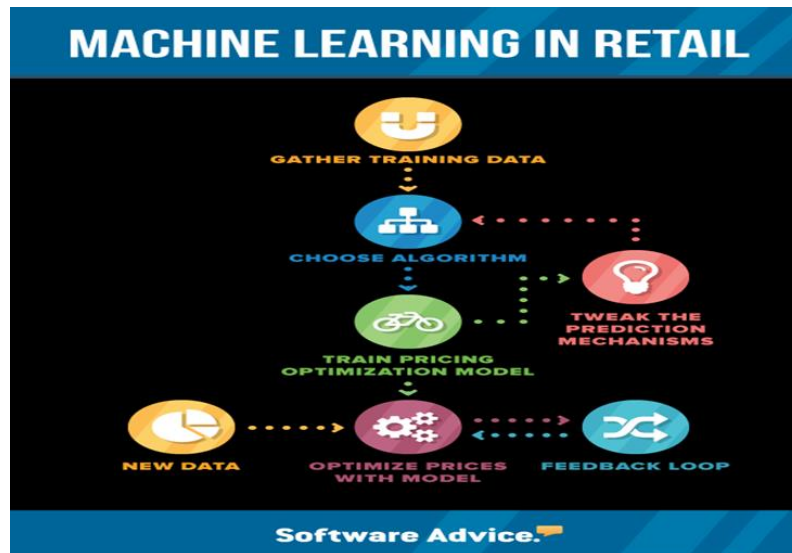 MACHINE LEARNING IN RETAIL
GATHER TRAINING DATA
CHOOSE ALGORITHM
TWEAK THE
PREDICTION
MECHANISMS
TRAIN PRICING
OPTIMIZATION MODEL
NEW DATA
OPTIMIZE PRICES
WITH MODEL
FEEDBACK LOOP
Software Advice.